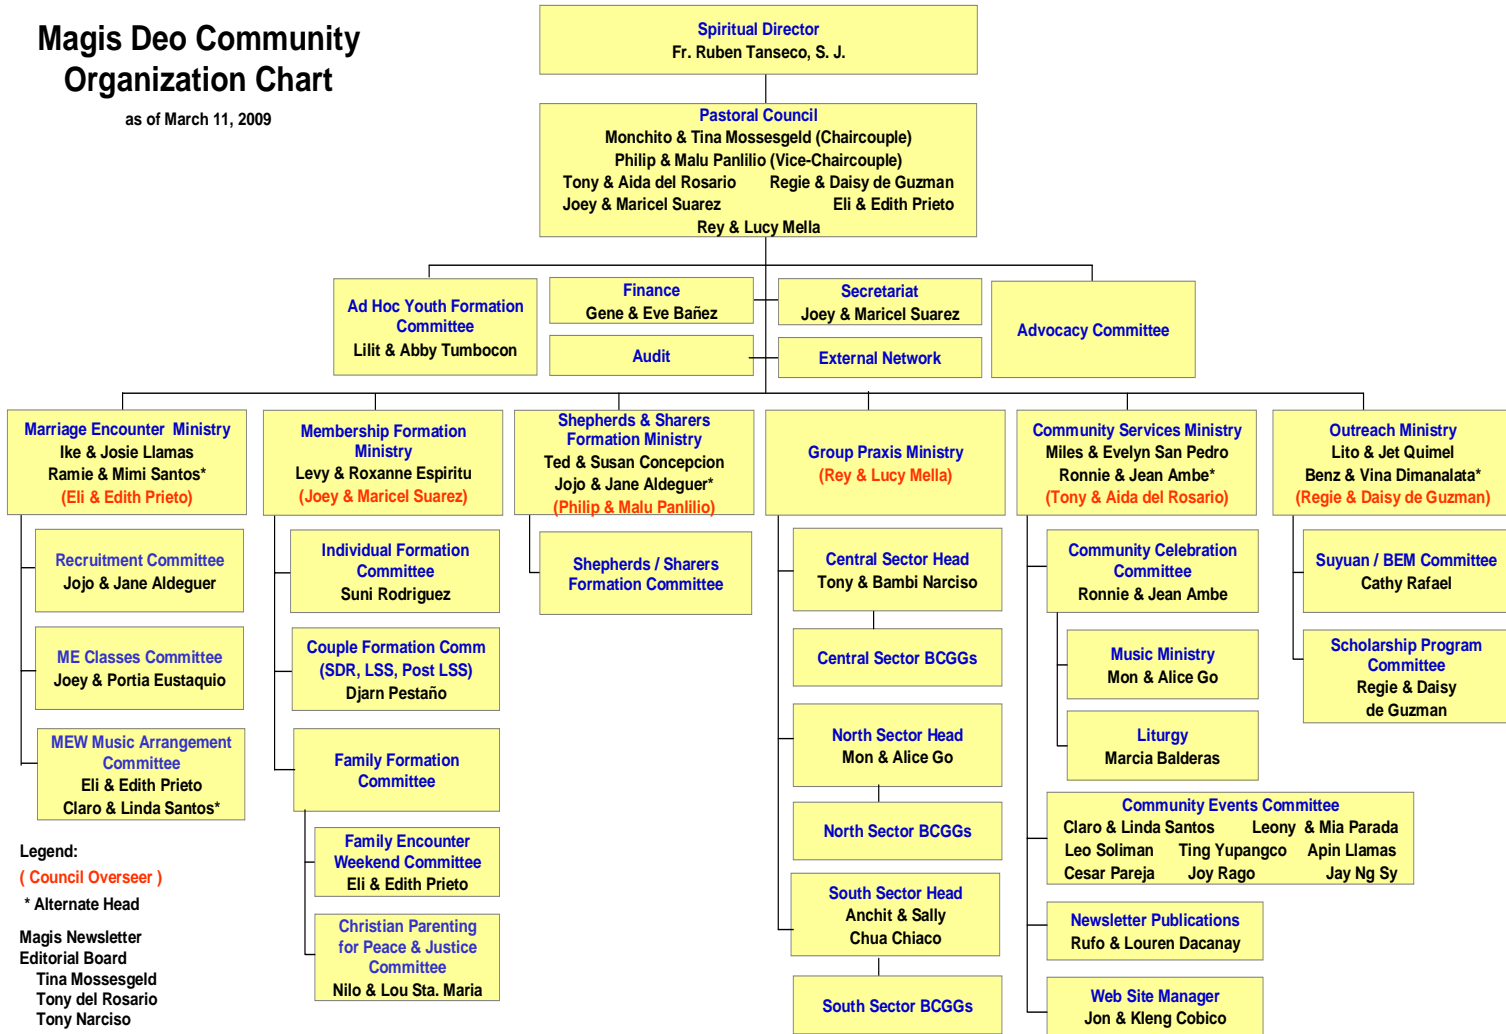 Magis Deo Community
Organization Chart
as of March 11, 2009
Spiritual Director
Fr. Ruben Tanseco, S. J.
Pastoral Council
Monchito & Tina Mossesgeld (Chaircouple)
Philip & Malu Panlilio (Vice-Chaircouple)
Tony & Aida del Rosario Regie & Daisy de Guzman
Joey & Maricel Suarez Eli & Edith Prieto
Rey & Lucy Mella
Ad Hoc Youth Formation
Committee
Lilit & Abby Tumbocon
Finance
Gene & Eve Bañez
Secretariat
Joey & Maricel Suarez
Audit
External Network
Advocacy Committee
Marriage Encounter Ministry
Ike & Josie Llamas
Ramie & Mimi Santos*
(Eli & Edith Prieto)
Recruitment Committee
Jojo & Jane Aldeguer
ME Classes Committee
Joey & Portia Eustaquio
MEW Music Arrangement
Committee
Eli & Edith Prieto
Claro & Linda Santos*
Membership Formation
Ministry
Levy & Roxanne Espiritu
(Joey & Maricel Suarez)
Individual Formation
Committee
Suni Rodriguez
Couple Formation Comm
(SDR, LSS, Post LSS)
Djarn Pestaño
Family Formation
Committee
Family Encounter
Weekend Committee
Eli & Edith Prieto
Christian Parenting
for Peace & Justice
Committee
Nilo & Lou Sta. Maria
Shepherds & Sharers
Formation Ministry
Ted & Susan Concepcion
Jojo & Jane Aldeguer*
(Philip & Malu Panlilio)
Shepherds / Sharers
Formation Committee
Group Praxis Ministry
(Rey & Lucy Mella)
Central Sector Head
Tony & Bambi Narciso
Central Sector BCGGs
North Sector Head
Mon & Alice Go
North Sector BCGGs
South Sector Head
Anchit & Sally
Chua Chiaco
South Sector BCGGs
Community Services Ministry
Miles & Evelyn San Pedro
Ronnie & Jean Ambe*
(Tony & Aida del Rosario)
Community Celebration
Committee
Ronnie & Jean Ambe
Music Ministry
Mon & Alice Go
Liturgy
Marcia Balderas
Community Events Committee
Claro & Linda Santos Leony & Mia Parada
Leo Soliman Ting Yupangco Apin Llamas
Cesar Pareja Joy Rago Jay Ng Sy
Newsletter Publications
Rufo & Louren Dacanay
Web Site Manager
Jon & Kleng Cobico
Outreach Ministry
Lito & Jet Quimel
Benz & Vina Dimanalata*
(Regie & Daisy de Guzman)
Suyuan / BEM Committee
Cathy Rafael
Scholarship Program
Committee
Regie & Daisy
de Guzman
Legend:
( Council Overseer )
* Alternate Head
Magis Newsletter
Editorial Board
Tina Mossesgeld
Tony del Rosario
Tony Narciso